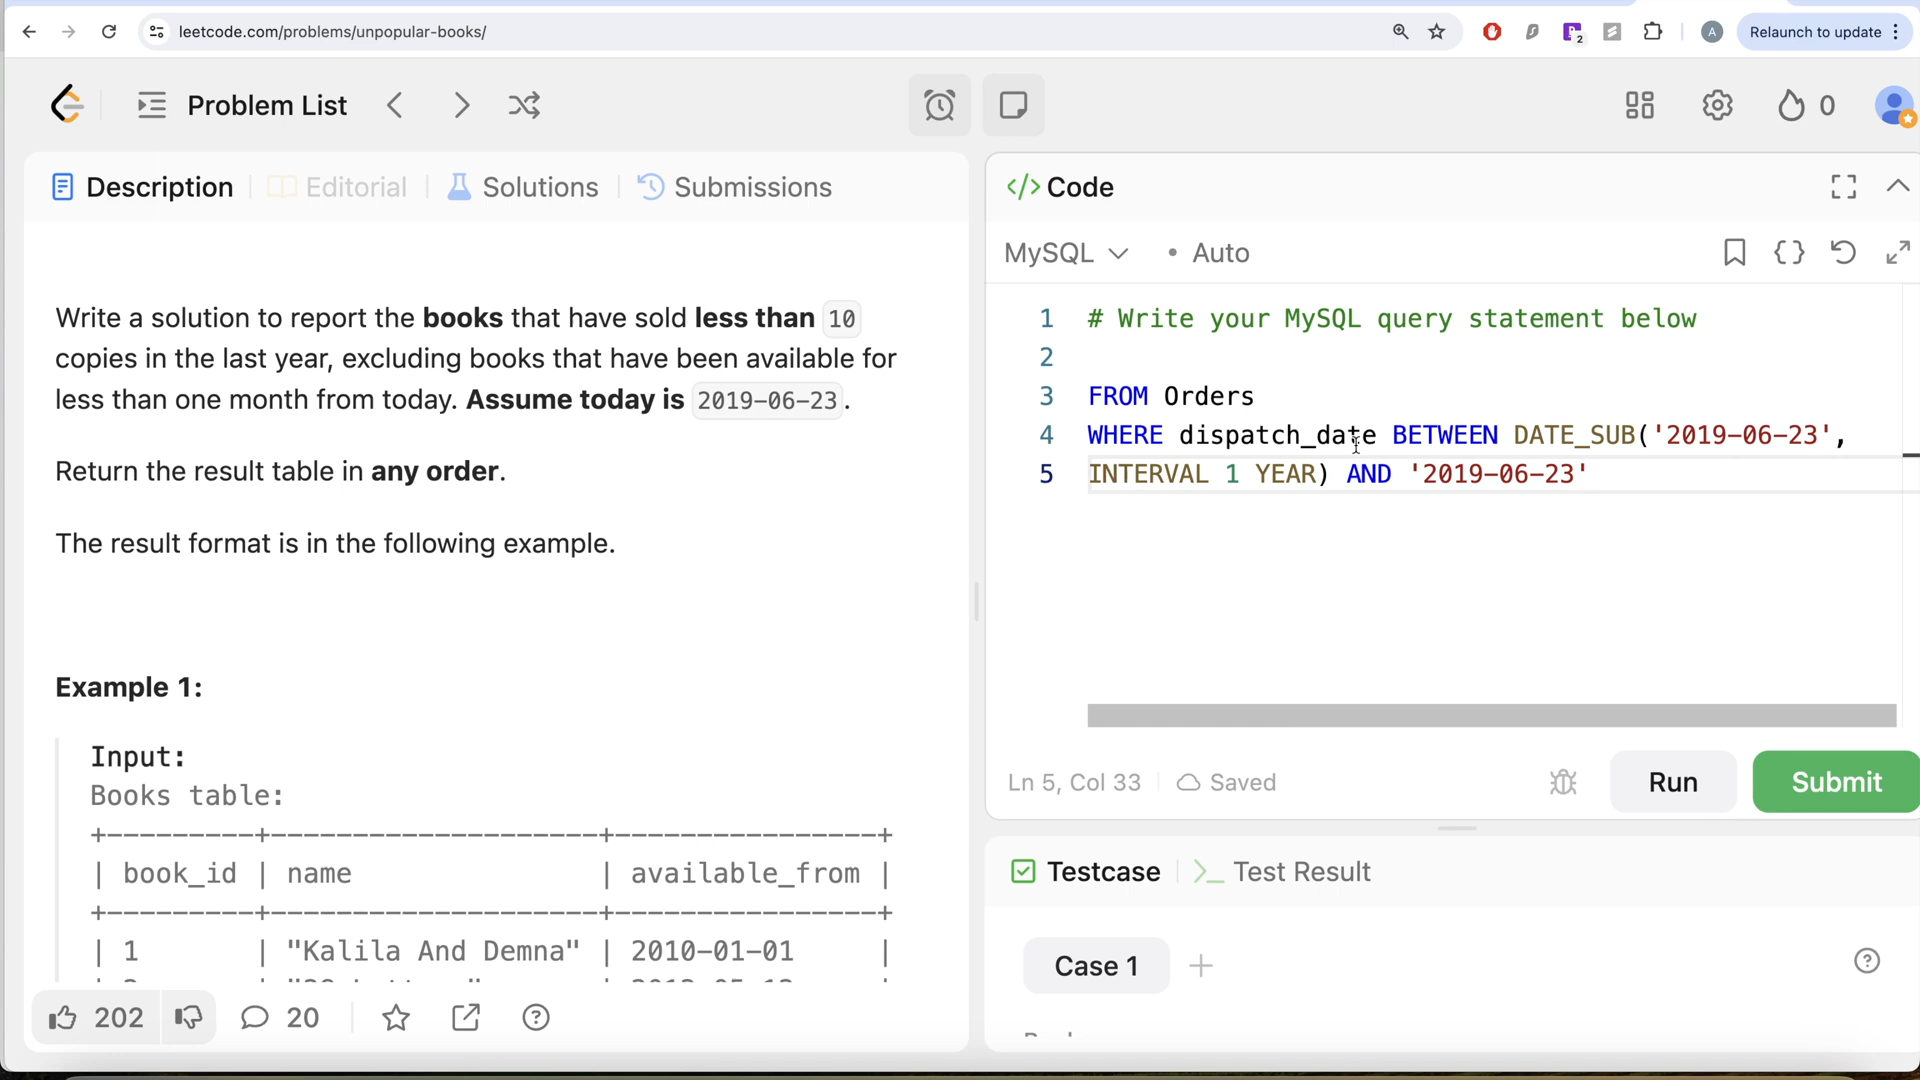 leetcode.com/problems/unpopular-books/
2
A
Relaunch to update
Problem List
0
Description
Editorial
Solutions
Submissions
Write a solution to report the books that have sold less than 10
copies in the last year, excluding books that have been available for
less than one month from today. Assume today is 2019-06-23.
Return the result table in any order.
The result format is in the following example.
Example 1:
Input:
Books table:
+---------+--------------------+----------------+
| book_id | name | available_from |
+---------+--------------------+----------------+
| 1 | "Kalila And Demna" | 2010-01-01 |
202
20
</> Code
MySQL
• Auto
1 # Write your MySQL query statement below
2
3 FROM Orders
4 WHERE dispatch_date BETWEEN DATE_SUB('2019-06-23',
5 INTERVAL 1 YEAR) AND '2019-06-23'
Ln 5, Col 33
Saved
Run
Submit
Testcase
>_ Test Result
Case 1
+